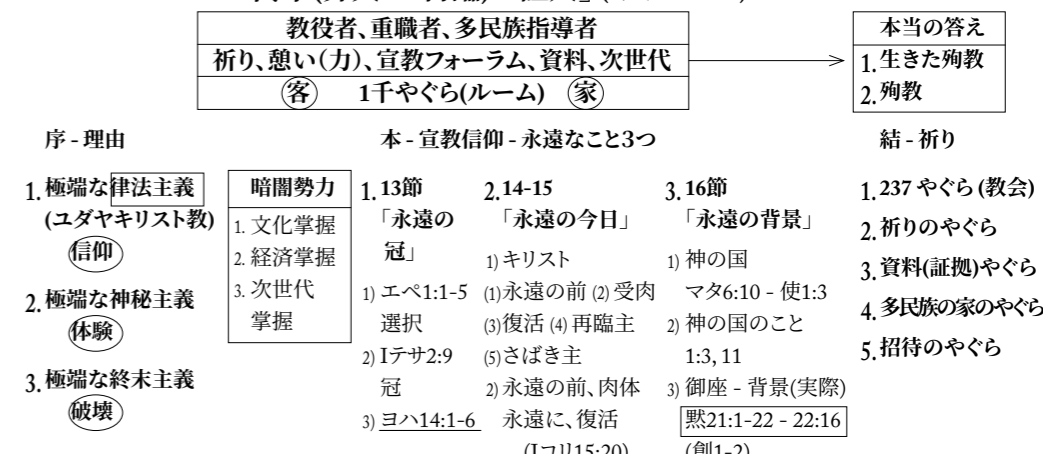 教役者、重職者、多民族指導者
祈り、憩い(力)、宣教フォーラム、資料、次世代
客 1千やぐら(ルーム) 家
本当の答え
1.生きた殉教
2.殉教
序 - 理由
1.極端な律法主義
(ユダヤキリスト教)
信仰
2.極端な神秘主義
体験
3.極端な終末主義
破壊
暗闇勢力
1. 文化掌握
2. 経済掌握
3. 次世代
掌握
本 - 宣教信仰 - 永遠なこと3つ
1.13節
「永遠の
冠」
1) エペ1:1-5
選択
2) Iテサ2:9
冠
3) ヨハ14:1-6
2.14-15
「永遠の今日」
1) キリスト
(1)永遠の前 (2) 受肉
(3)復活 (4) 再臨主
(5)さばき主
2) 永遠の前、肉体
永遠に、復活
(Iコリ15:20)
3.16節
「永遠の背景」
1) 神の国
マタ6:10 - 使1:3
2) 神の国のこと
1:3, 11
3) 御座 - 背景(実際)
黙21:1-22 - 22:16
(創1-2)
結 - 祈り
1.237 やぐら (教会)
2.祈りのやぐら
3.資料(証拠)やぐら
4.多民族の家のやぐら
5.招待のやぐら